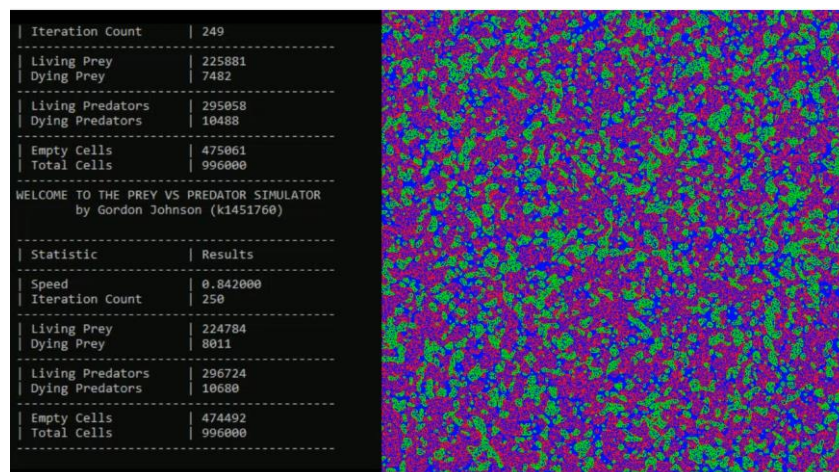 | Iteration Count | 249
| Living Prey | 225881
| Dying Prey | 7482
| Living Predators | 295058
| Dying Predators | 10488
| Empty Cells | 475061
| Total Cells | 996000
WELCOME TO THE PREY VS PREDATOR SIMULATOR
by Gordon Johnson (k1451760)
| Statistic | Results
| Speed | 0.842000
| Iteration Count | 250
| Living Prey | 224784
| Dying Prey | 8011
| Living Predators | 296724
| Dying Predators | 10680
| Empty Cells | 474492
| Total Cells | 996000